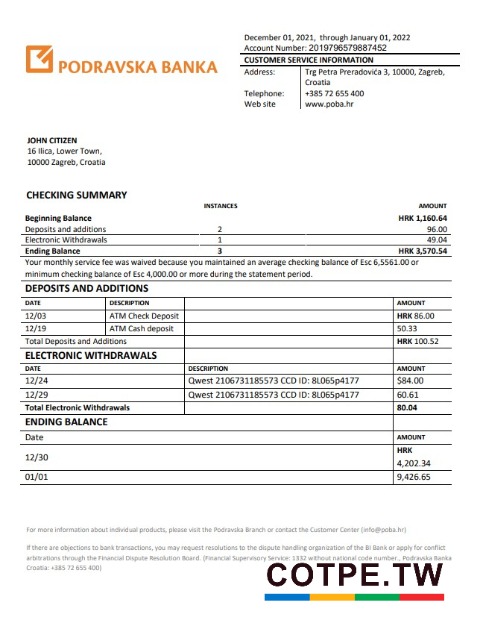 December 01, 2021, through January 01, 2022
Account Number: 2019796579887452
PODRAVSKA BANKA
CUSTOMER SERVICE INFORMATION
Address: Trg Petra Preradovića 3, 10000, Zagreb,
Croatia
Telephone: +385 72 655 400
Web site www.poba.hr
JOHN CITIZEN
16 Ilica, Lower Town,
10000 Zagreb, Croatia
CHECKING SUMMARY
INSTANCES AMOUNT
Beginning Balance HRK 1,160.64
Deposits and additions 2 96.00
Electronic Withdrawals 1 49.04
Ending Balance 3 HRK 3,570.54
Your monthly service fee was waived because you maintained an average checking balance of Esc 6,5561.00 or
minimum checking balance of Esc 4,000.00 or more during the statement period.
DEPOSITS AND ADDITIONS
DATE DESCRIPTION AMOUNT
12/03 ATM Check Deposit HRK 86.00
12/19 ATM Cash deposit 50.33
Total Deposits and Additions HRK 100.52
ELECTRONIC WITHDRAWALS
DATE DESCRIPTION AMOUNT
12/24 Qwest 2106731185573 CCD ID: 8L065p4177 $84.00
12/29 Qwest 2106731185573 CCD ID: 8L065p4177 60.61
Total Electronic Withdrawals 80.04
ENDING BALANCE
Date AMOUNT
12/30 HRK
4,202.34
01/01 9,426.65
For more information about individual products, please visit the Podravska Branch or contact the Customer Center (info@poba.hr)
If there are objections to bank transactions, you may request resolutions to the dispute handling organization of the Bi Bank or apply for conflict
arbitrations through the Financial Dispute Resolution Board. (Financial Supervisory Service: 1332 without national code number., Podravska Banka
Croatia: +385 72 655 400)
COTPE.TW